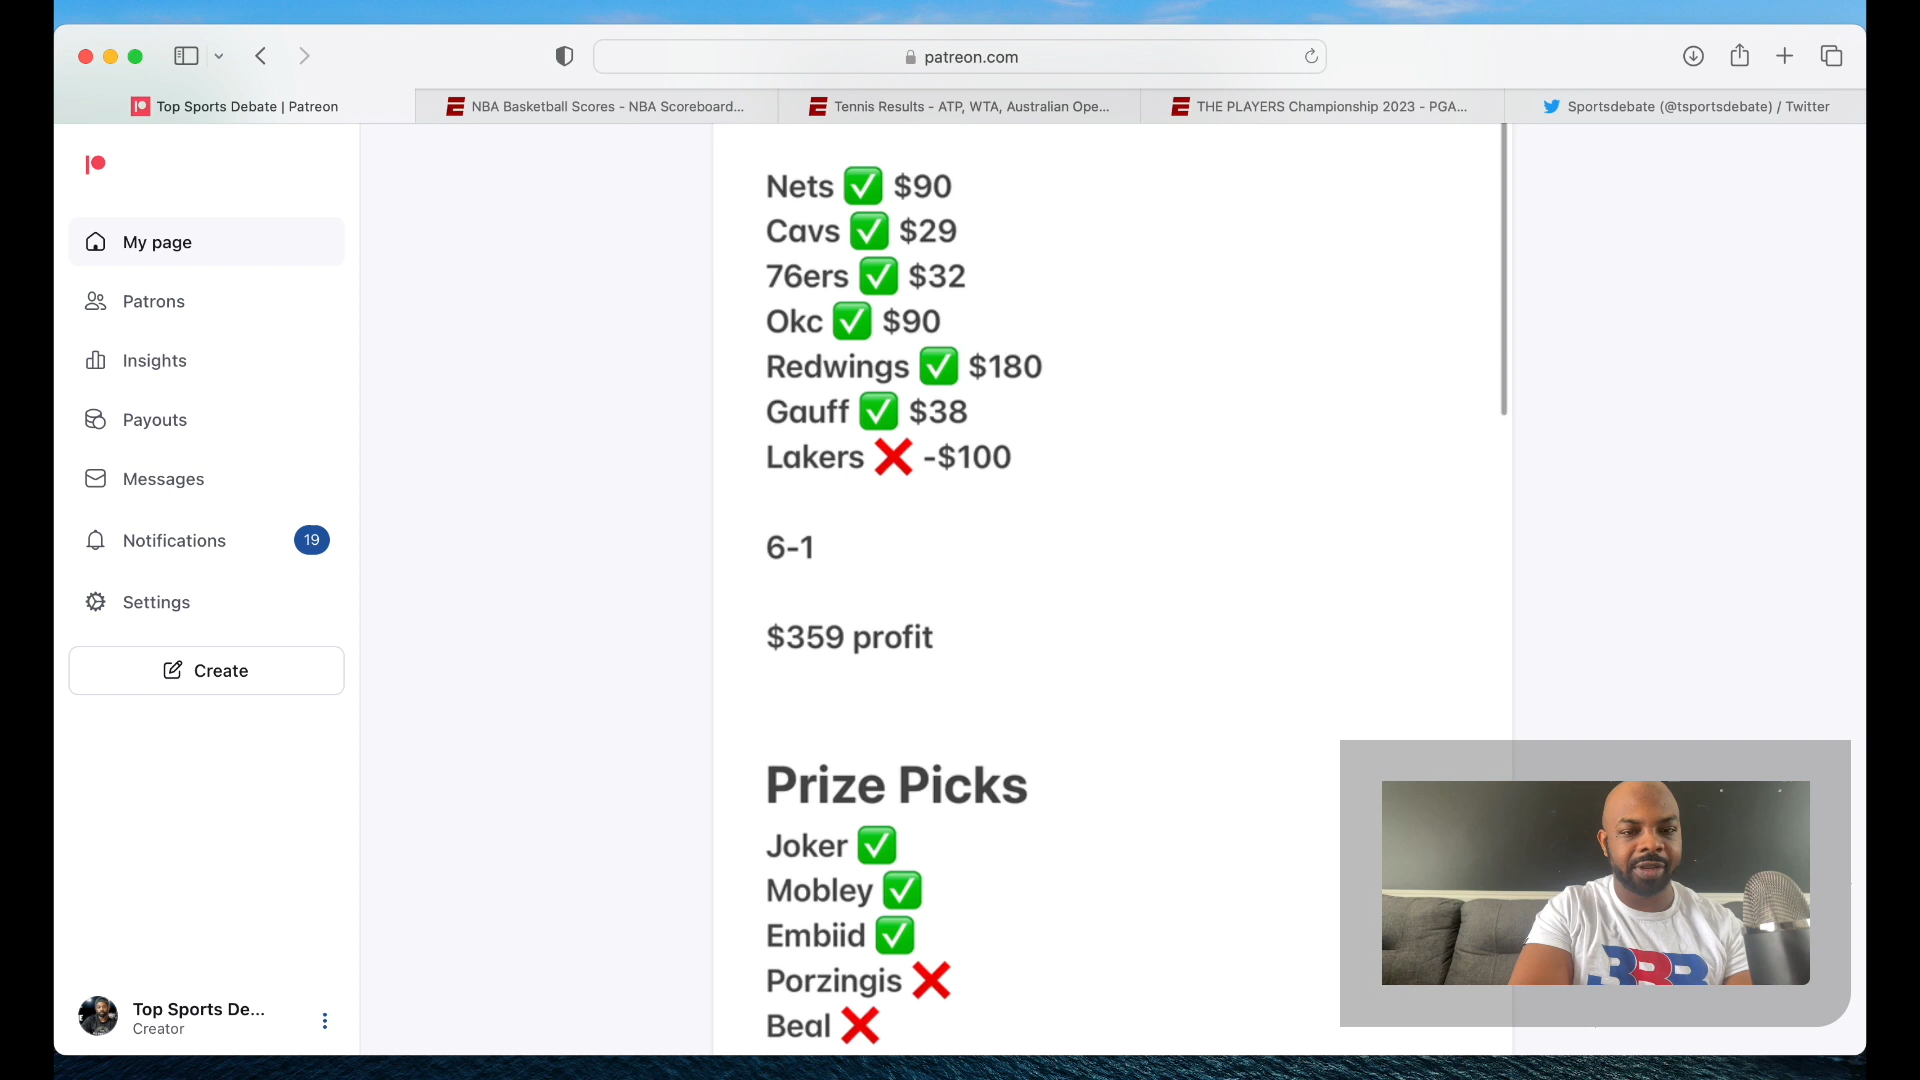 patreon.com
Top Sports Debate | Patreon
NBA Basketball Scores - NBA Scoreboard...
Tennis Results - ATP, WTA, Australian Ope...
THE PLAYERS Championship 2023 - PGA...
Sportsdebate (@tsportsdebate) / Twitter
My page
Patrons
Insights
Payouts
Messages
Notifications 19
Settings
Create
Top Sports De...
Creator
Nets ✅ $90
Cavs ✅ $29
76ers ✅ $32
Okc ✅ $90
Redwings ✅ $180
Gauff ✅ $38
Lakers ❌ -$100
6-1
$359 profit
Prize Picks
Joker ✅
Mobley ✅
Embiid ✅
Porzingis ❌
Beal ❌
BBB